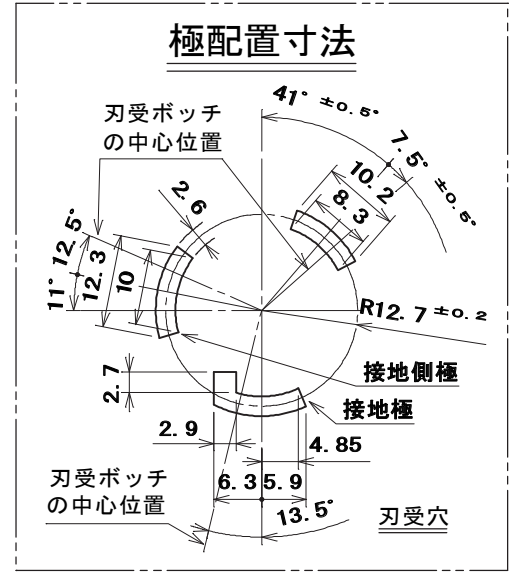 極配置寸法
41° ±0.5°
7.5° ±0.5°
刃受ボッチ
の中心位置
10.2
8.3
2.6
12.5°
11°
12.3
10
R12.7 ±0.2
接地側極
接地極
2.7
2.9
4.85
6.3
5.9
13.5°
刃受ボッチ
の中心位置
刃受穴